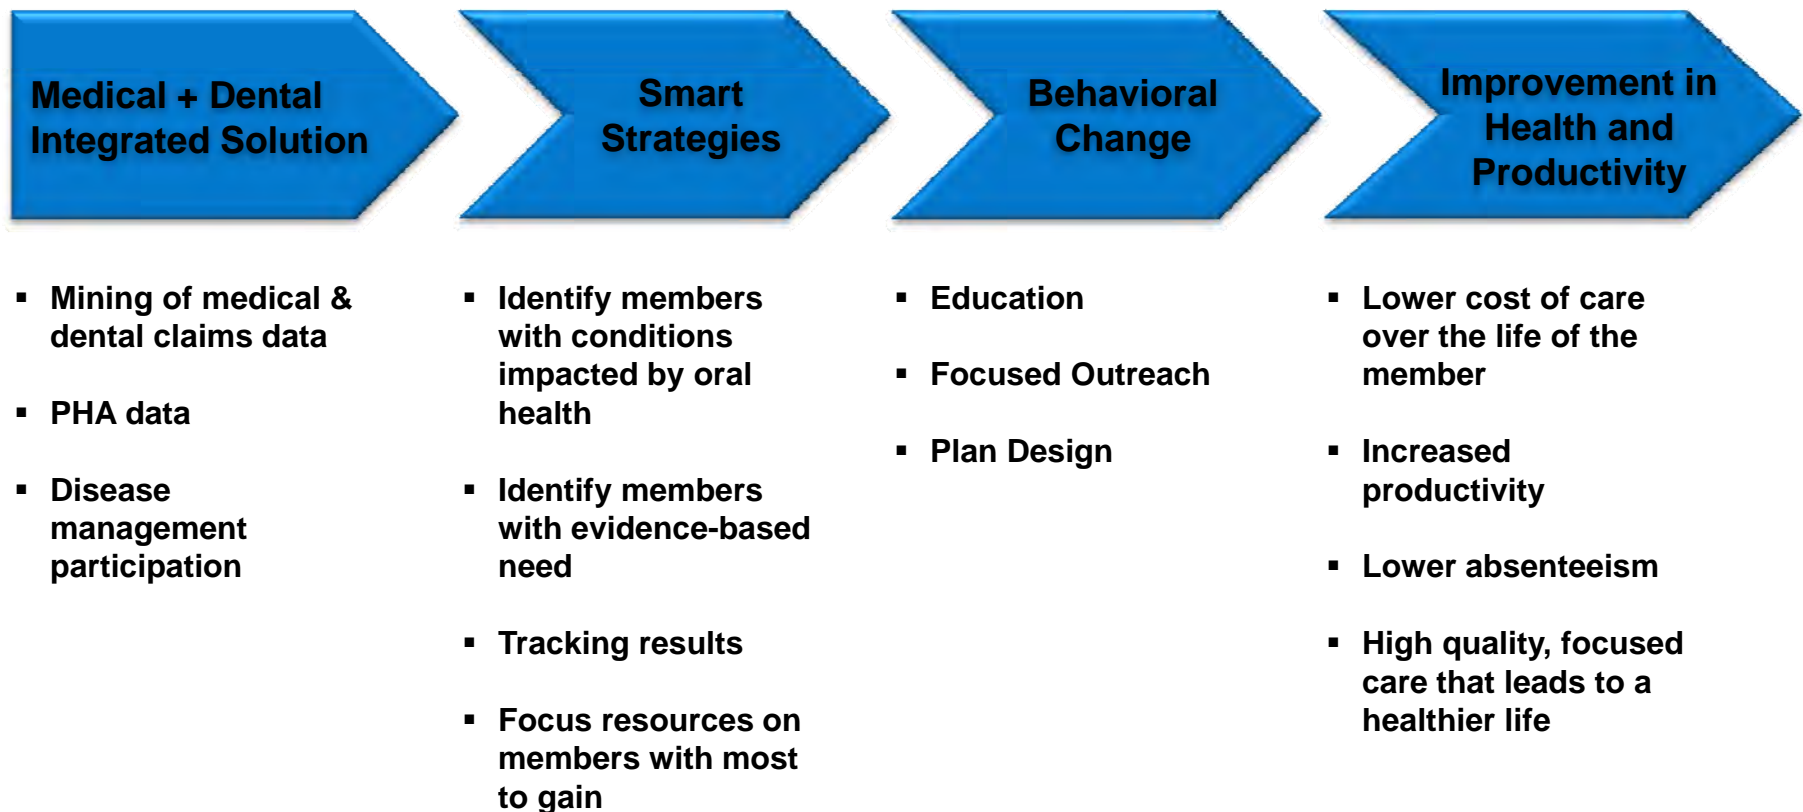 Medical + Dental
Integrated Solution
Smart
Strategies
Behavioral
Change
Improvement in
Health and
Productivity
▪ Mining of medical &
dental claims data
▪ PHA data
▪ Disease
management
participation
▪ Identify members
with conditions
impacted by oral
health
▪ Identify members
with evidence-based
need
▪ Tracking results
▪ Focus resources on
members with most
to gain
▪ Education
▪ Focused Outreach
▪ Plan Design
▪ Lower cost of care
over the life of the
member
▪ Increased
productivity
▪ Lower absenteeism
▪ High quality, focused
care that leads to a
healthier life